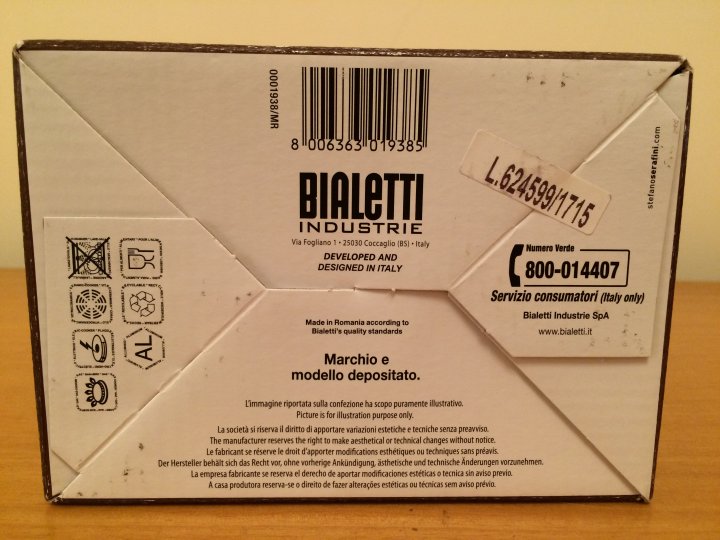 0001938/MR
8 006363 019385
L.624599/1715
stefanoserafini.com
BIALETTI
INDUSTRIE
Via Fogliano 1 • 25030 Coccaglio (BS) • Italy
DEVELOPED AND
DESIGNED IN ITALY
Numero Verde
800-014407
Servizio consumatori (Italy only)
Bialetti Industrie SpA
www.bialetti.it
AL
Made in Romania according to
Bialetti's quality standards
Marchio e
modello depositato.
L'immagine riportata sulla confezione ha scopo puramente illustrativo.
Picture is for illustration purpose only.
La società si riserva il diritto di apportare variazioni estetiche e tecniche senza preavviso.
The manufacturer reserves the right to make aesthetical or technical changes without notice.
Le fabricant se réserve le droit d'apporter modifications esthétiques ou techniques sans préavis.
Der Hersteller behält sich das Recht vor, ohne vorherige Ankündigung, ästhetische und technische Änderungen vorzunehmen.
La empresa fabricante se reserva el derecho de aportar modificaciones estéticas o tecnica sin aviso previo.
A casa produtora reserva-se o direito de fazer alterações estéticas ou técnicas sem aviso prévio.